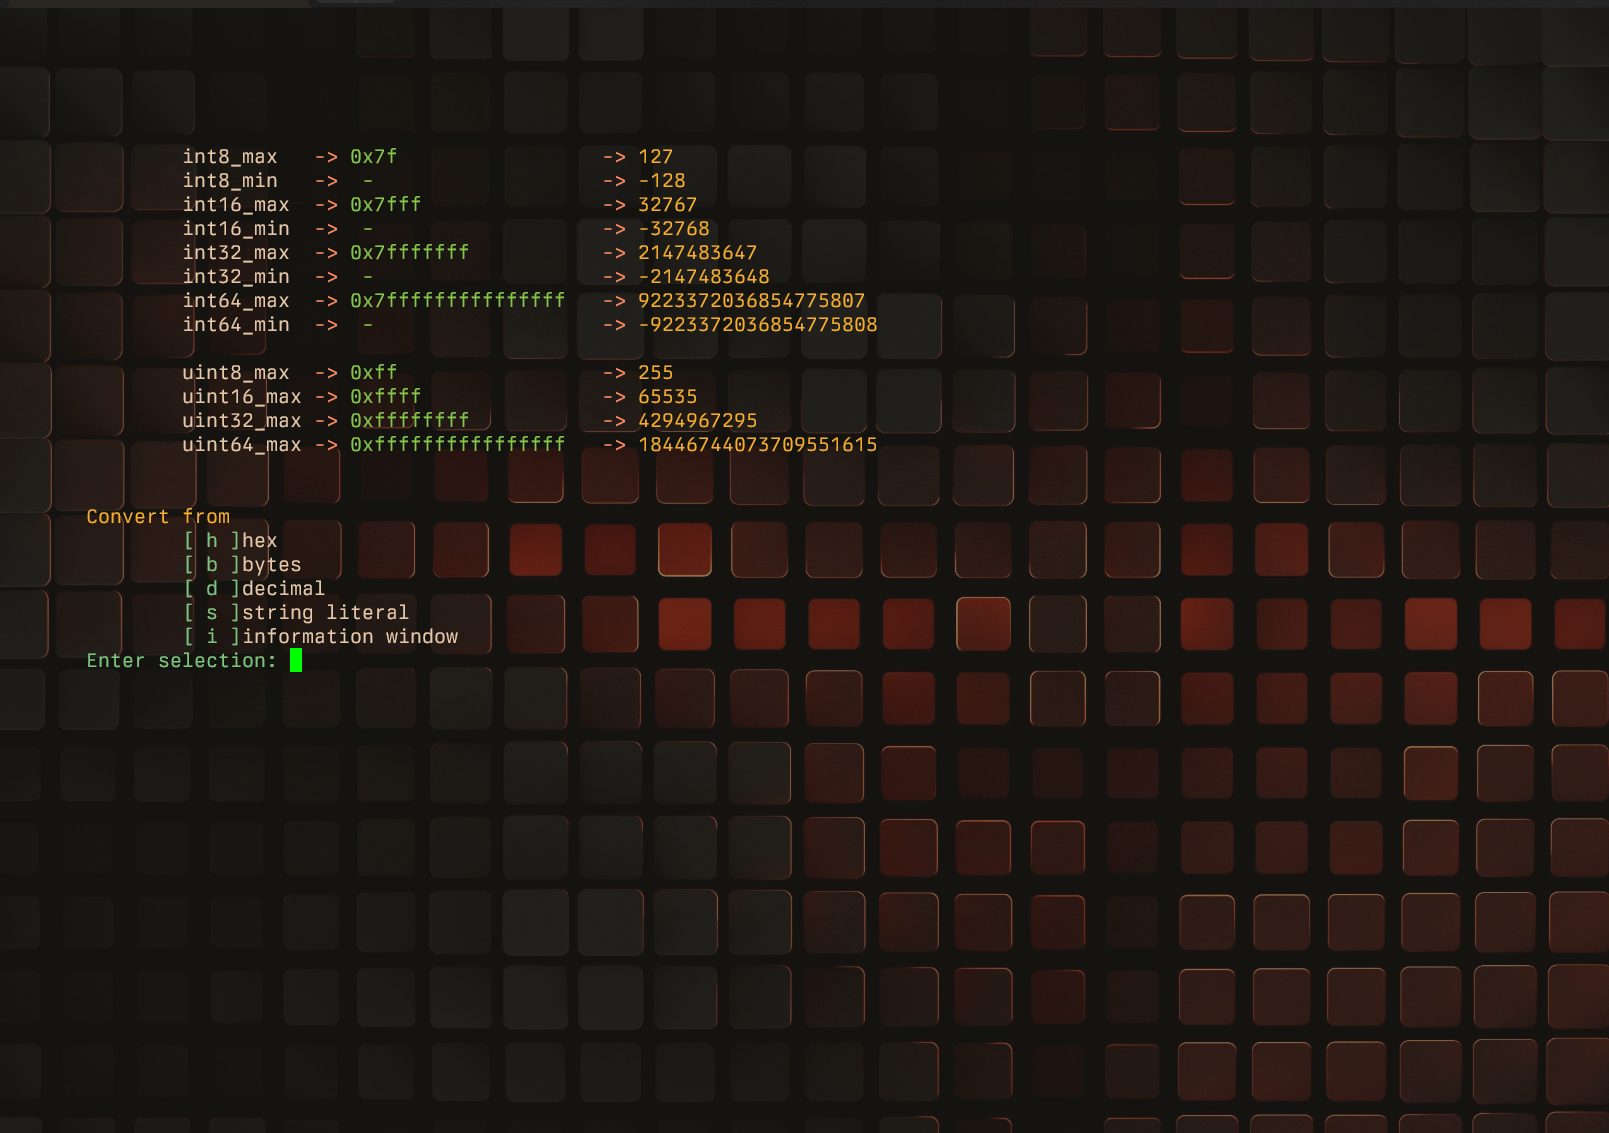 int8_max -> 0x7f -> 127
int8_min -> - -> -128
int16_max -> 0x7fff -> 32767
int16_min -> - -> -32768
int32_max -> 0x7fffffff -> 2147483647
int32_min -> - -> -2147483648
int64_max -> 0x7fffffffffffffff -> 9223372036854775807
int64_min -> - -> -9223372036854775808
uint8_max -> 0xff -> 255
uint16_max -> 0xffff -> 65535
uint32_max -> 0xffffffff -> 4294967295
uint64_max -> 0xffffffffffffffff -> 18446744073709551615
Convert from
[ h ]hex
[ b ]bytes
[ d ]decimal
[ s ]string literal
[ i ]information window
Enter selection: